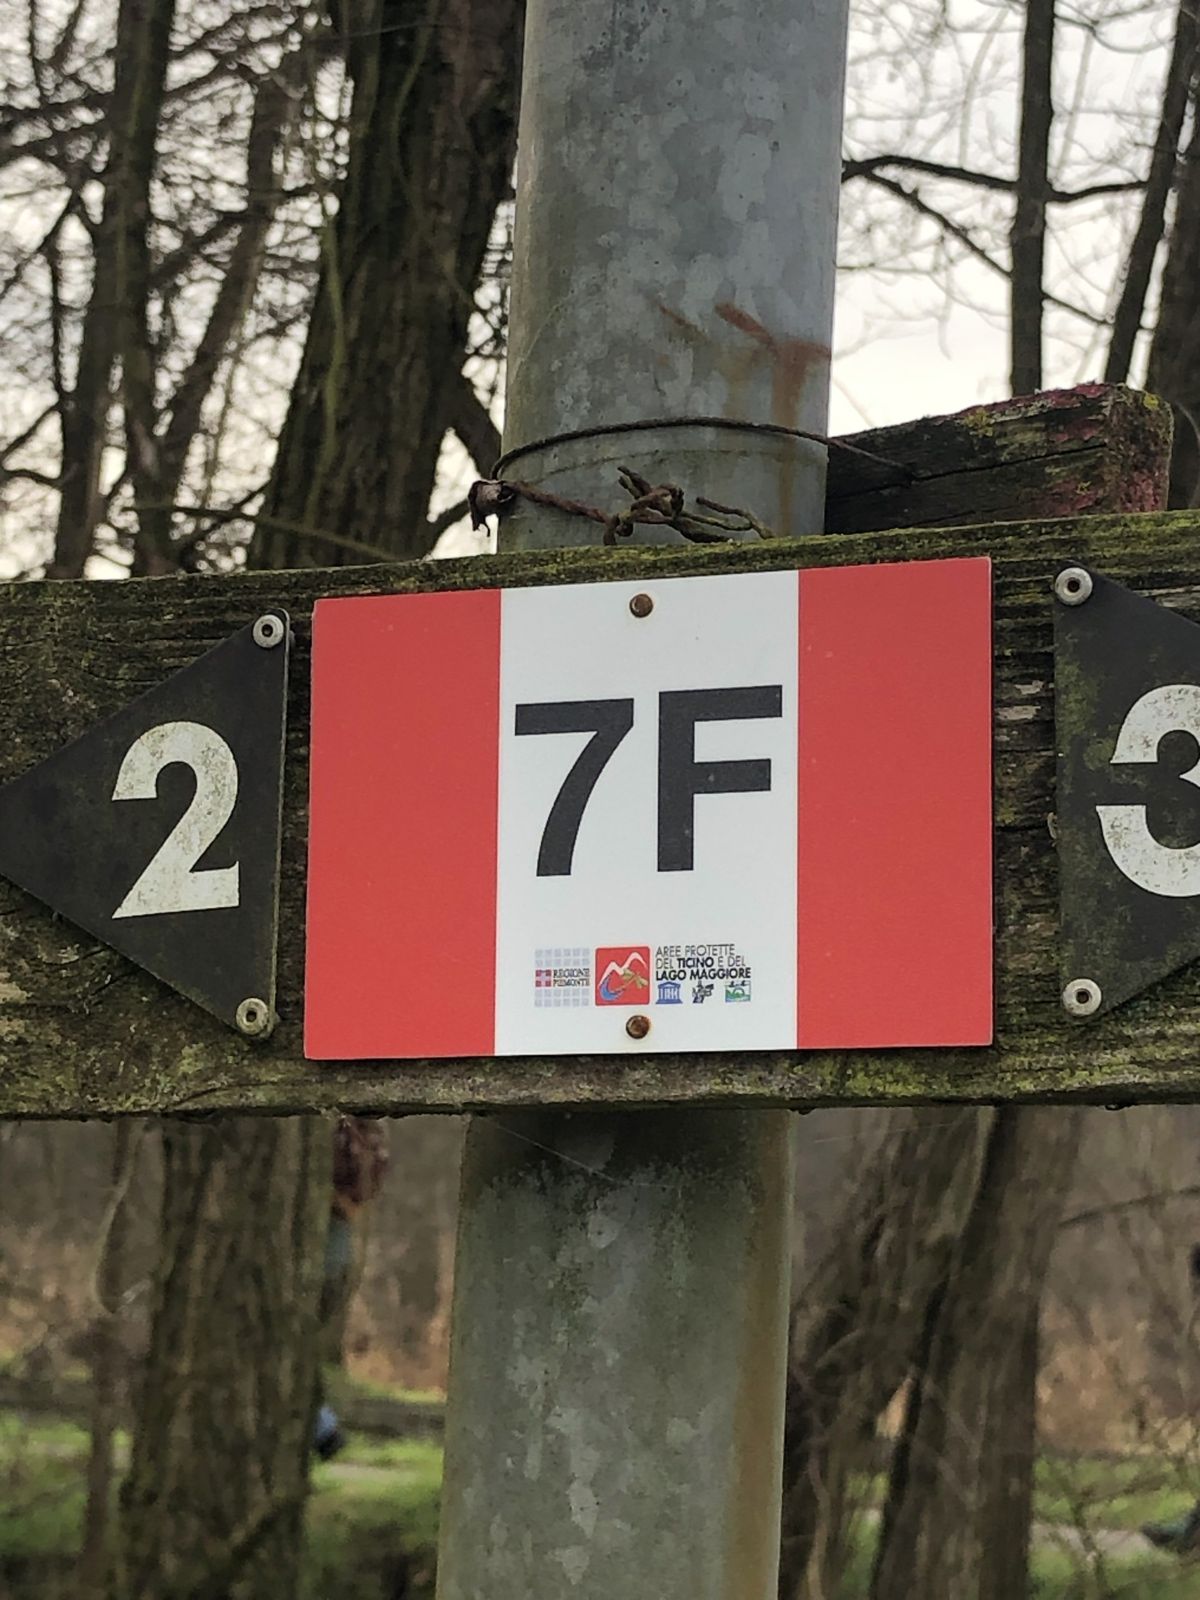 2
7F
3
REGIONE
PIEMONTE
AREE PROTETTE
DEL TICINO E DEL
LAGO MAGGIORE